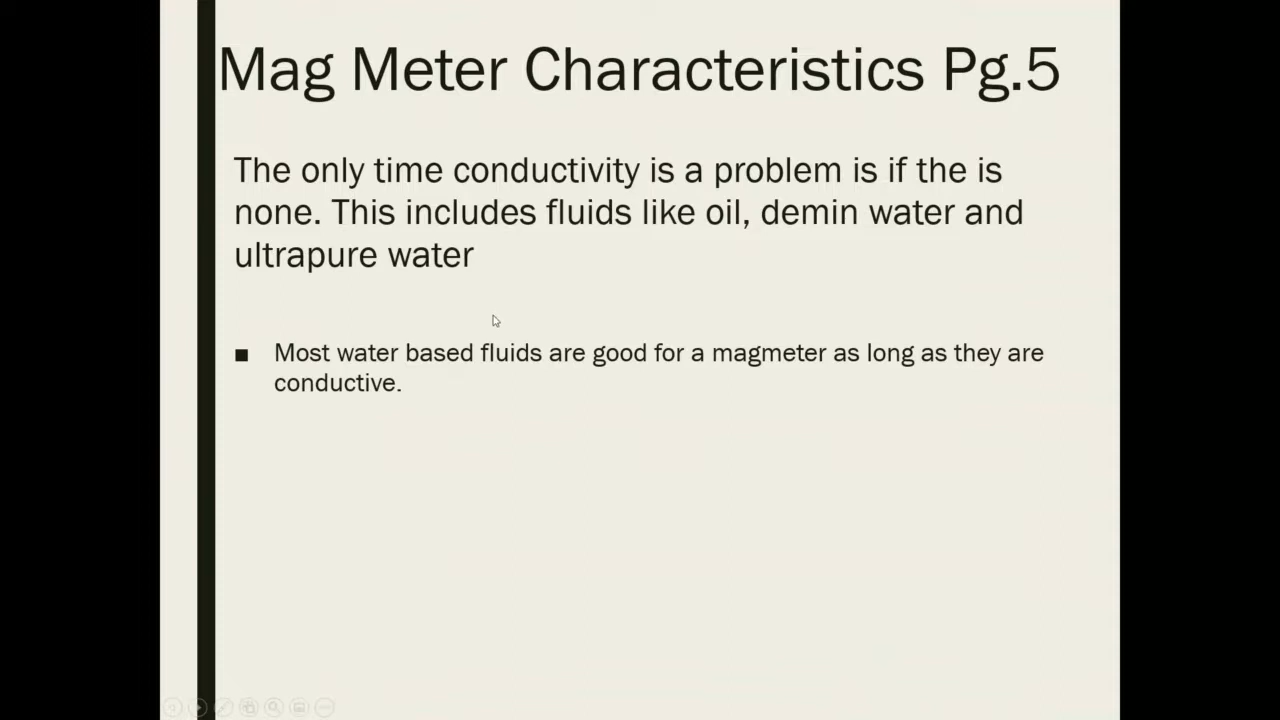 Mag Meter Characteristics Pg.5
The only time conductivity is a problem is if the is
none. This includes fluids like oil, demin water and
ultrapure water
■ Most water based fluids are good for a magmeter as long as they are
conductive.